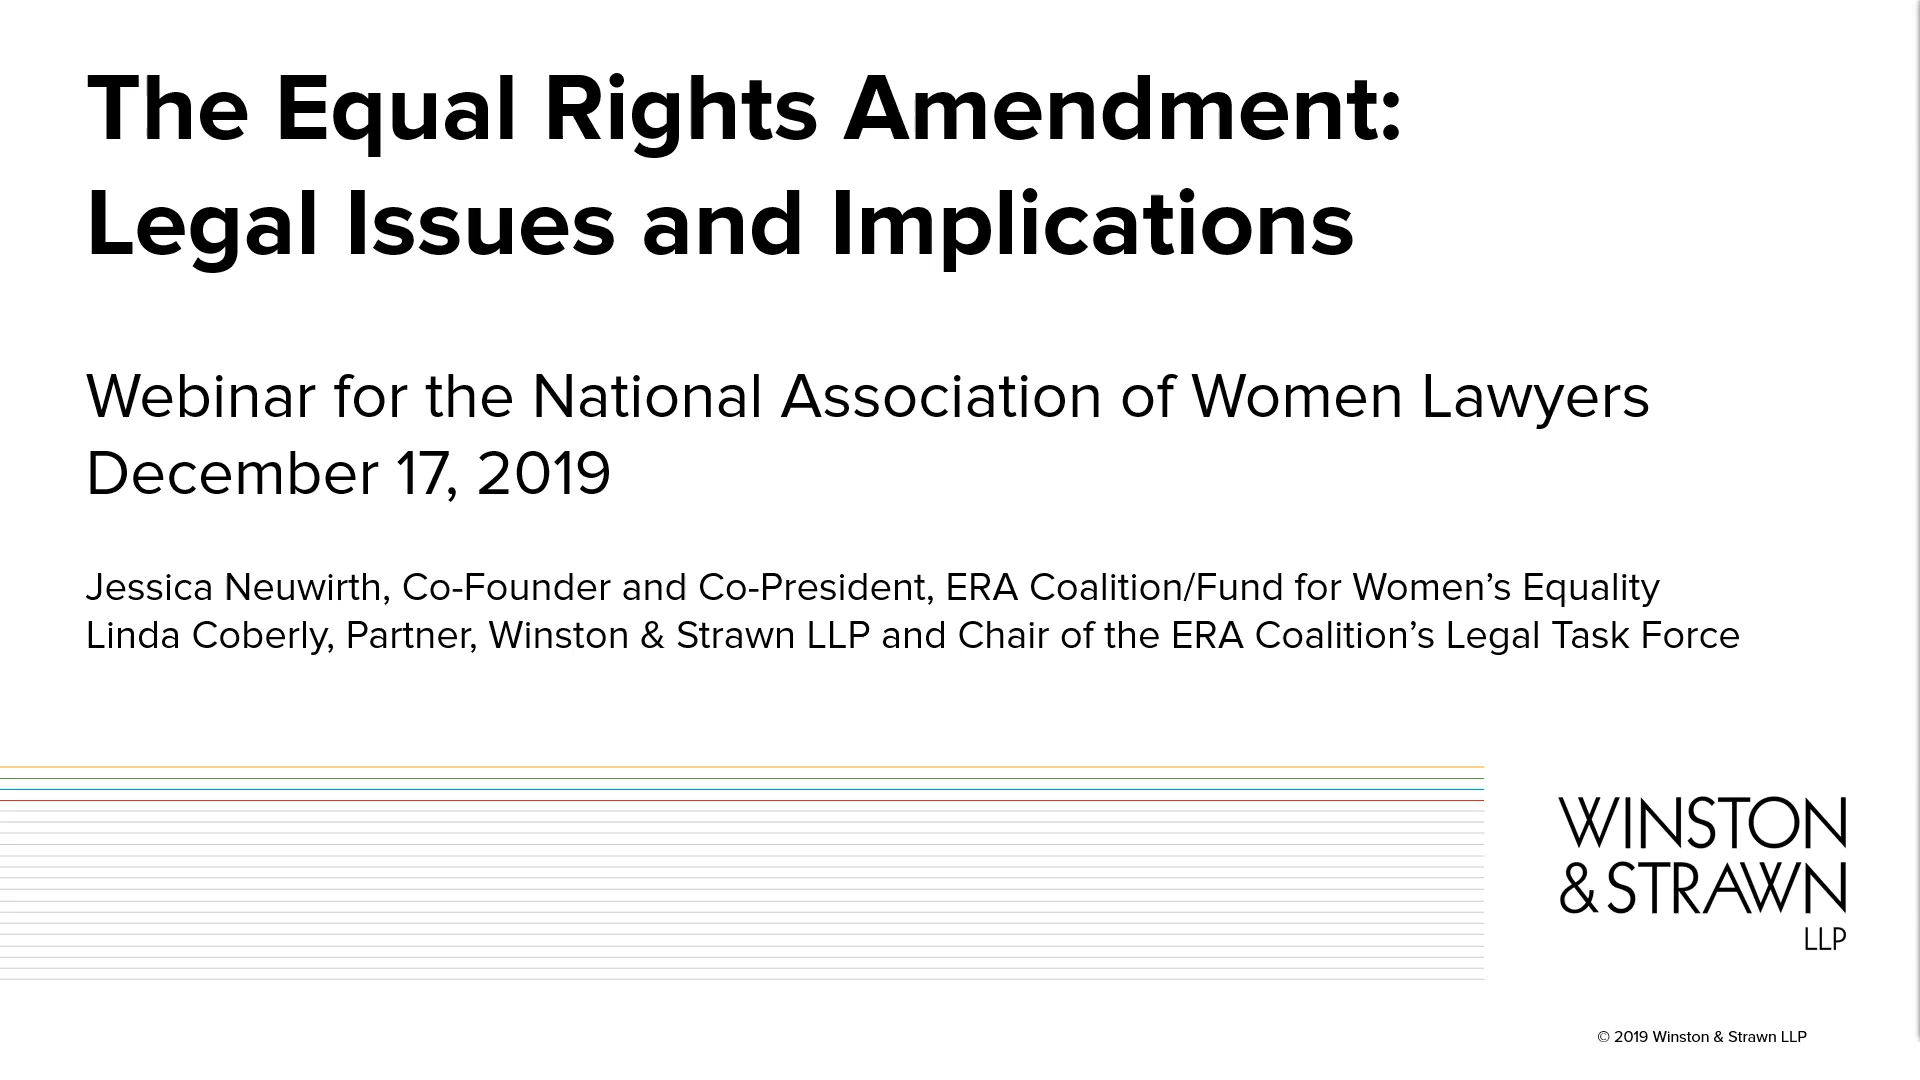 The Equal Rights Amendment:
Legal Issues and Implications
Webinar for the National Association of Women Lawyers
December 17, 2019
Jessica Neuwirth, Co-Founder and Co-President, ERA Coalition/Fund for Women’s Equality
Linda Coberly, Partner, Winston & Strawn LLP and Chair of the ERA Coalition’s Legal Task Force
WINSTON
& STRAWN
LLP
© 2019 Winston & Strawn LLP